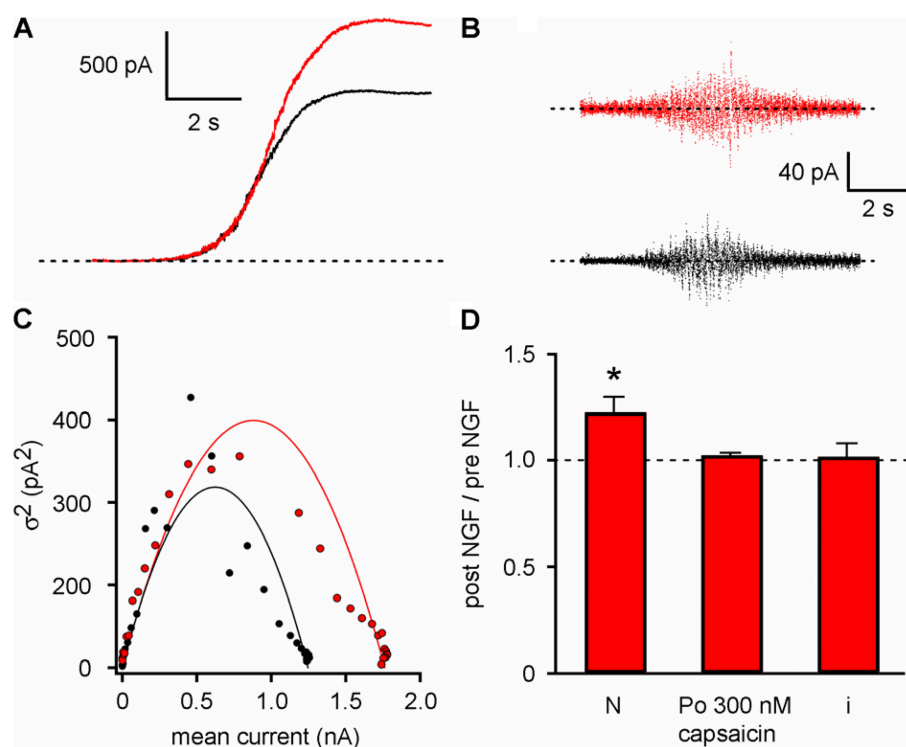 A
500 pA
2 s
B
40 pA
2 s
C
500
400
300
200
100
0
σ² (pA²)
0
0.5
1.0
1.5
2.0
mean current (nA)
D
1.5
1.0
0.5
0
post NGF / pre NGF
*
N
Po 300 nM
capsaicin
i